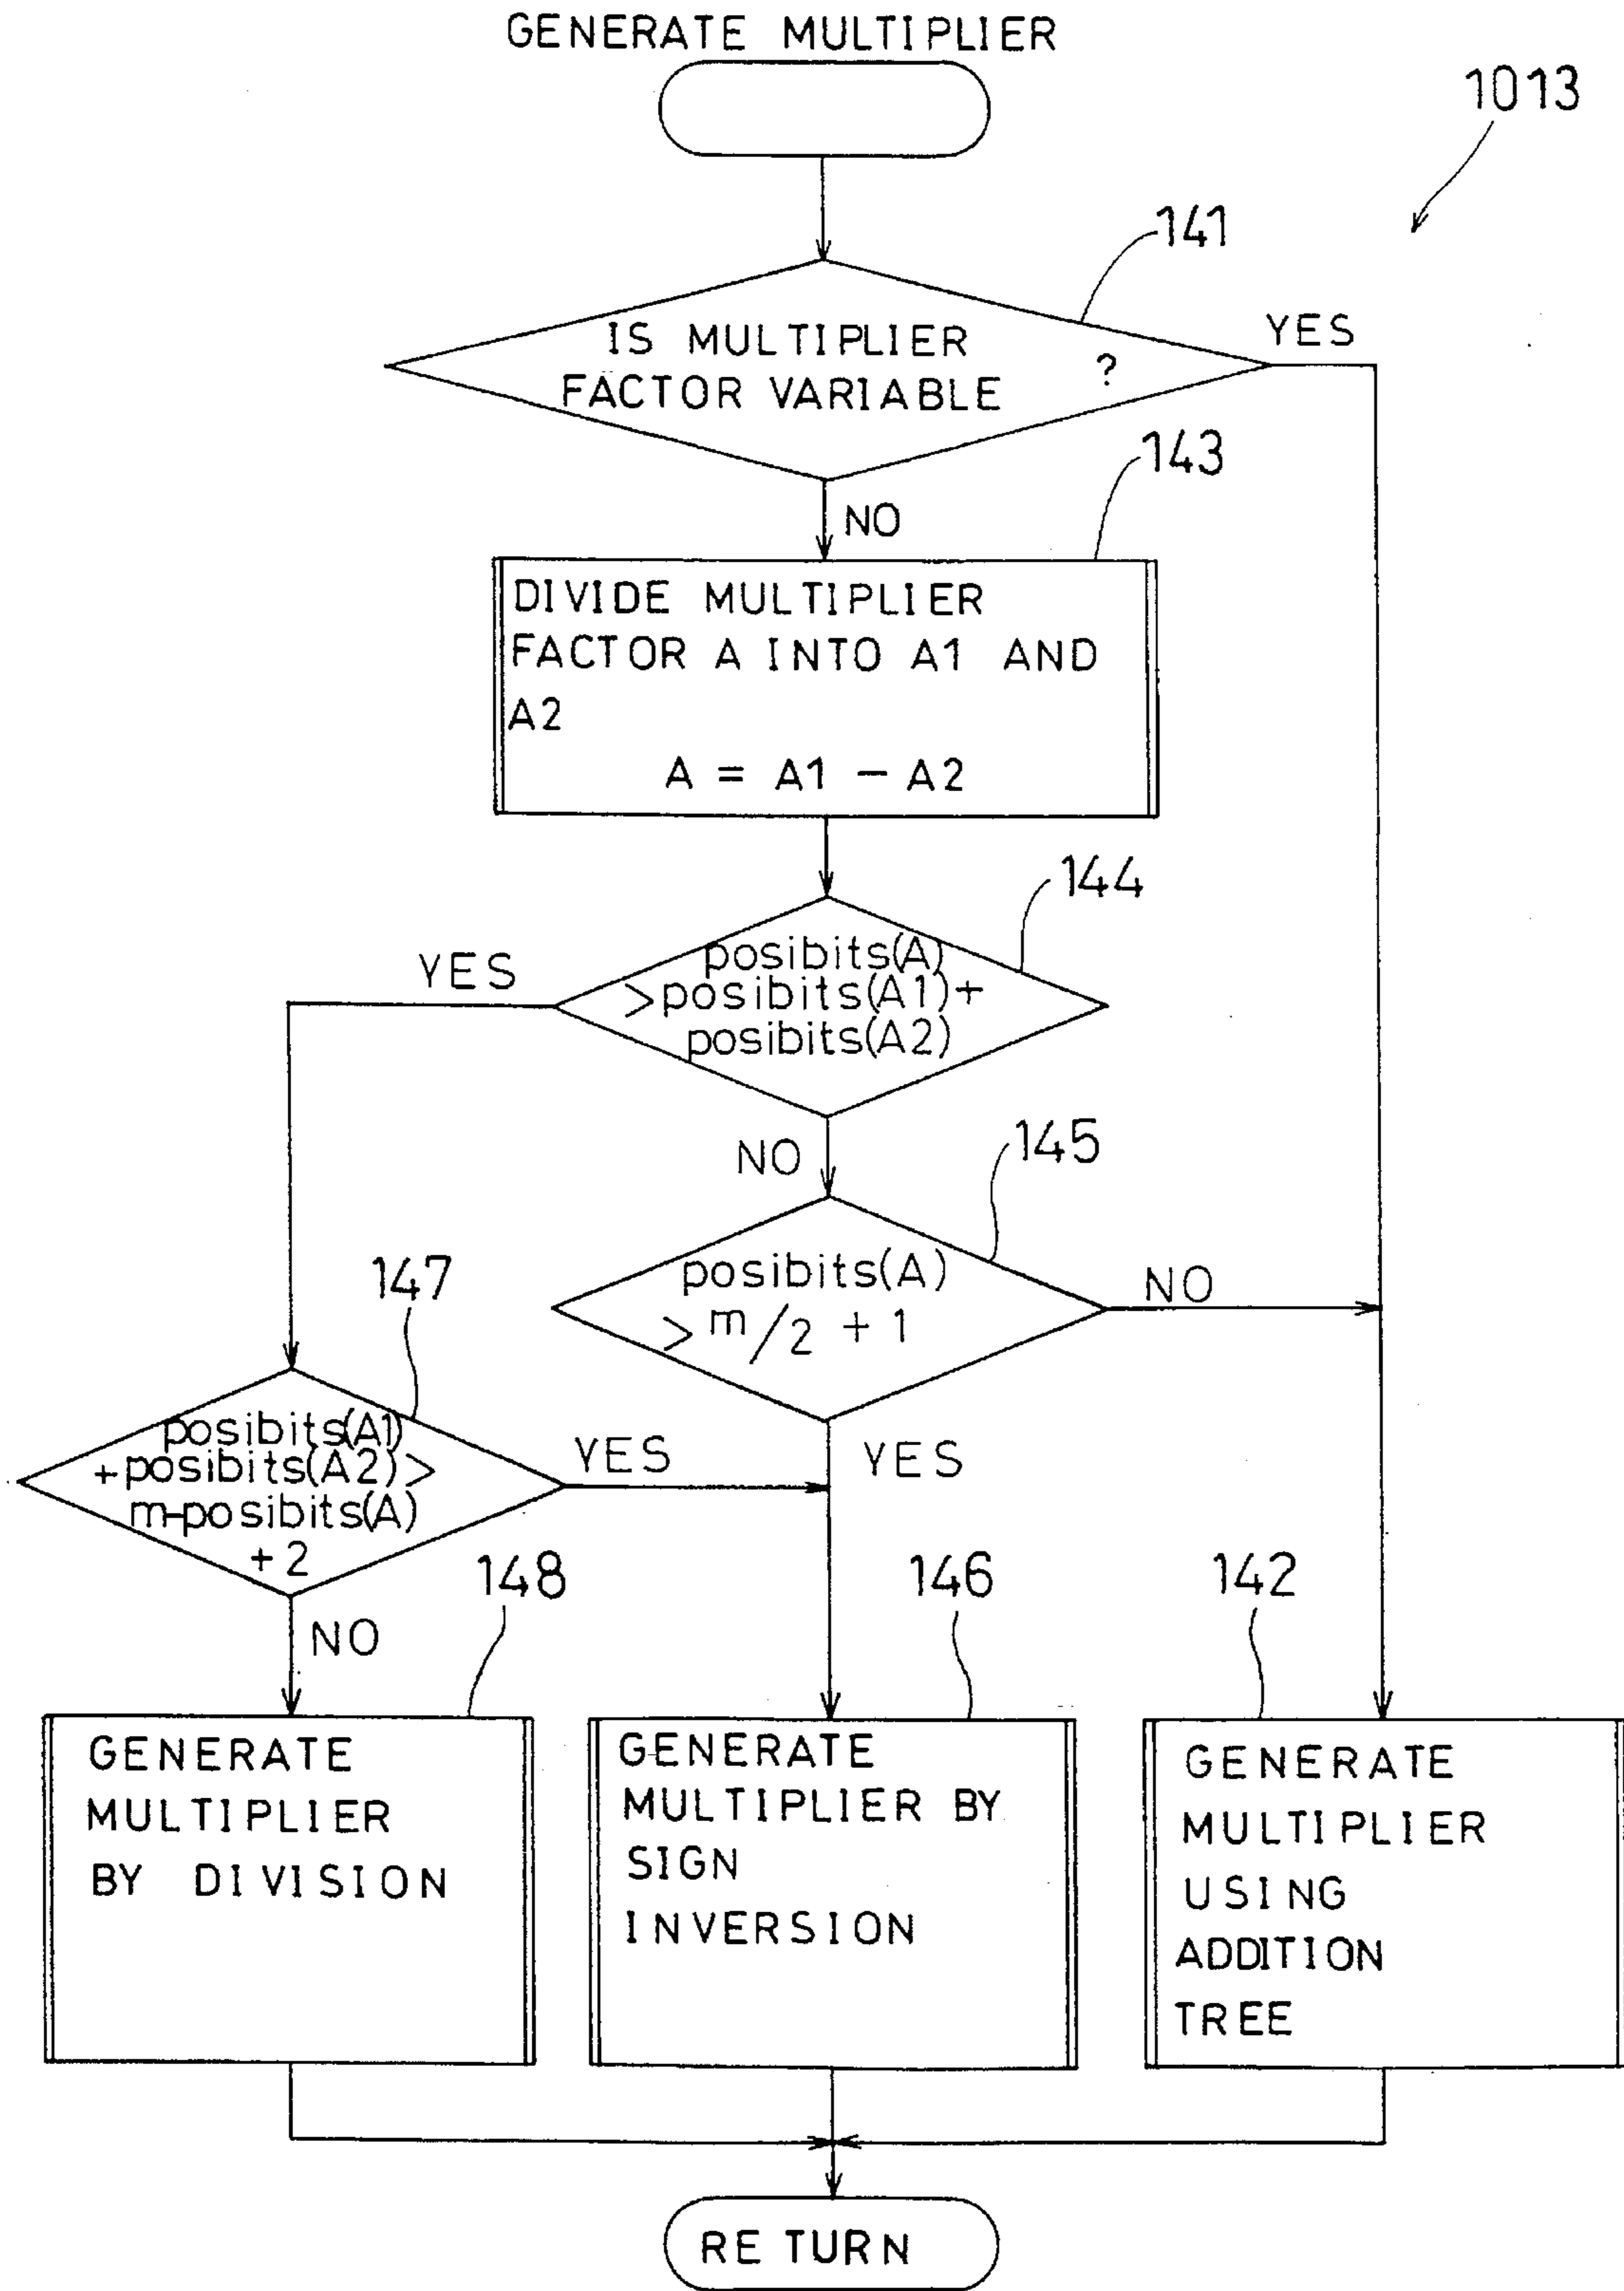 GENERATE MULTIPLIER
1013
141
IS MULTIPLIER
FACTOR VARIABLE
?
YES
143
NO
DIVIDE MULTIPLIER
FACTOR A INTO A1 AND
A2
A = A1 - A2
144
YES
posibits(A)
>posibits(A1)+
posibits(A2)
NO
145
147
posibits(A)
> m/2 + 1
NO
posibits(A1)
+posibits(A2)>
m-posibits(A)
+2
YES
YES
148
146
142
NO
GENERATE
MULTIPLIER
BY DIVISION
GENERATE
MULTIPLIER BY
SIGN
INVERSION
GENERATE
MULTIPLIER
USING
ADDITION
TREE
RETURN